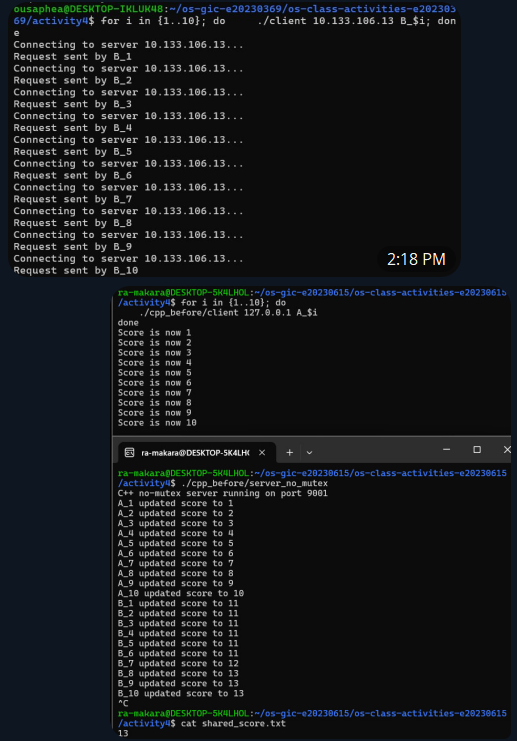 ousaphea@DESKTOP-IKLUK48:~/os-gic-e20230369/os-class-activities-e202303
69/activity4$ for i in {1..10}; do     ./client 10.133.106.13 B_$i; don
e
Connecting to server 10.133.106.13...
Request sent by B_1
Connecting to server 10.133.106.13...
Request sent by B_2
Connecting to server 10.133.106.13...
Request sent by B_3
Connecting to server 10.133.106.13...
Request sent by B_4
Connecting to server 10.133.106.13...
Request sent by B_5
Connecting to server 10.133.106.13...
Request sent by B_6
Connecting to server 10.133.106.13...
Request sent by B_7
Connecting to server 10.133.106.13...
Request sent by B_8
Connecting to server 10.133.106.13...
Request sent by B_9
Connecting to server 10.133.106.13...
Request sent by B_10
2:18 PM
ra-makara@DESKTOP-5K4LHOL:~/os-gic-e20230615/os-class-activities-e20230615
/activity4$ for i in {1..10}; do
    ./cpp_before/client 127.0.0.1 A_$i
done
Score is now 1
Score is now 2
Score is now 3
Score is now 4
Score is now 5
Score is now 6
Score is now 7
Score is now 8
Score is now 9
Score is now 10
ra-makara@DESKTOP-5K4LH
ra-makara@DESKTOP-5K4LHOL:~/os-gic-e20230615/os-class-activities-e20230615
/activity4$ ./cpp_before/server_no_mutex
C++ no-mutex server running on port 9001
A_1 updated score to 1
A_2 updated score to 2
A_3 updated score to 3
A_4 updated score to 4
A_5 updated score to 5
A_6 updated score to 6
A_7 updated score to 7
A_8 updated score to 8
A_9 updated score to 9
A_10 updated score to 10
B_1 updated score to 11
B_2 updated score to 11
B_3 updated score to 11
B_4 updated score to 11
B_5 updated score to 11
B_6 updated score to 11
B_7 updated score to 12
B_8 updated score to 13
B_9 updated score to 13
B_10 updated score to 13
^C
ra-makara@DESKTOP-5K4LHOL:~/os-gic-e20230615/os-class-activities-e20230615
/activity4$ cat shared_score.txt
13